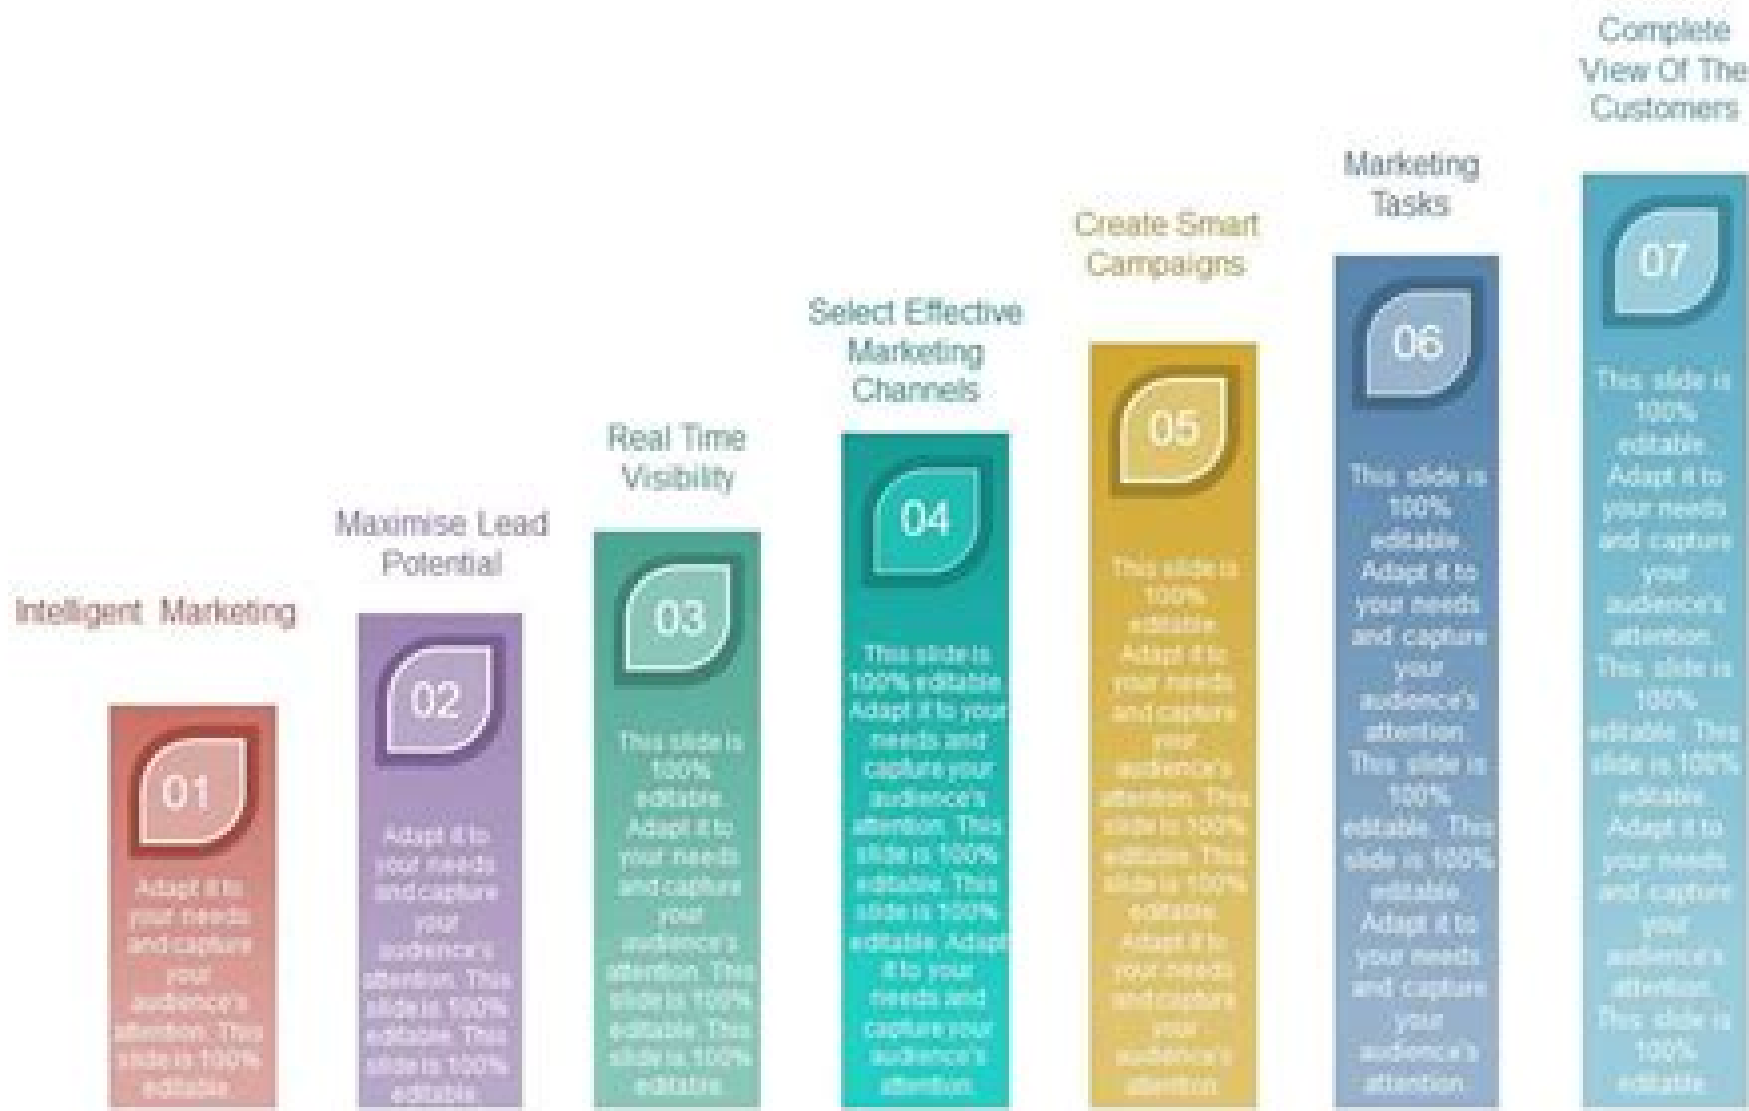 Intelligent Marketing
01
Adapt it to
your needs
and capture
your
audience's
attention. This
slide is 100%
editable.
Maximise Lead
Potential
02
Adapt it to
your needs
and capture
your
audience's
attention. This
slide is 100%
editable. This
slide is 100%
editable.
Real Time
Visibility
03
This slide is
100%
editable.
Adapt it to
your needs
and capture
your
audience's
attention. This
slide is 100%
editable. This
slide is 100%
editable.
Select Effective
Marketing
Channels
04
This slide is
100% editable.
Adapt it to your
needs and
capture your
audience's
attention. This
slide is 100%
editable. This
slide is 100%
editable. Adapt
it to your
needs and
capture your
audience's
attention.
Create Smart
Campaigns
05
This slide is
100%
editable.
Adapt it to
your needs
and capture
your
audience's
attention. This
slide is 100%
editable. This
slide is 100%
editable.
Adapt it to
your needs
and capture
your
audience's
attention.
Marketing
Tasks
06
This slide is
100%
editable.
Adapt it to
your needs
and capture
your
audience's
attention.
This slide is
100%
editable. This
slide is 100%
editable.
Adapt it to
your needs
and capture
your
audience's
attention.
Complete
View Of The
Customers
07
This slide is
100%
editable.
Adapt it to
your needs
and capture
your
audience's
attention.
This slide is
100%
editable. This
slide is 100%
editable.
Adapt it to
your needs
and capture
your
audience's
attention.
This slide is
100%
editable.